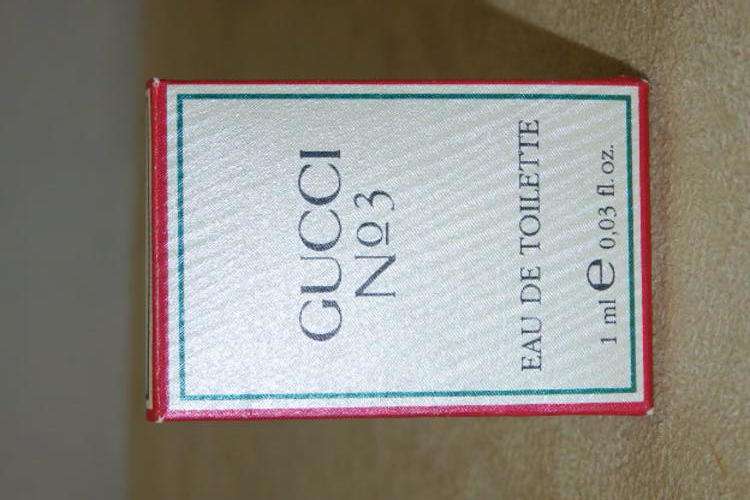 GUCCI
No3
EAU DE TOILETTE
1 ml e 0,03 fl. oz.